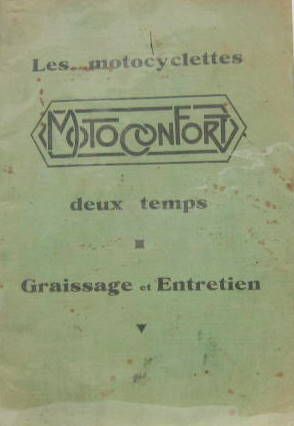 Les motocyclettes
MOTOCONFORT
deux temps
Graissage et Entretien